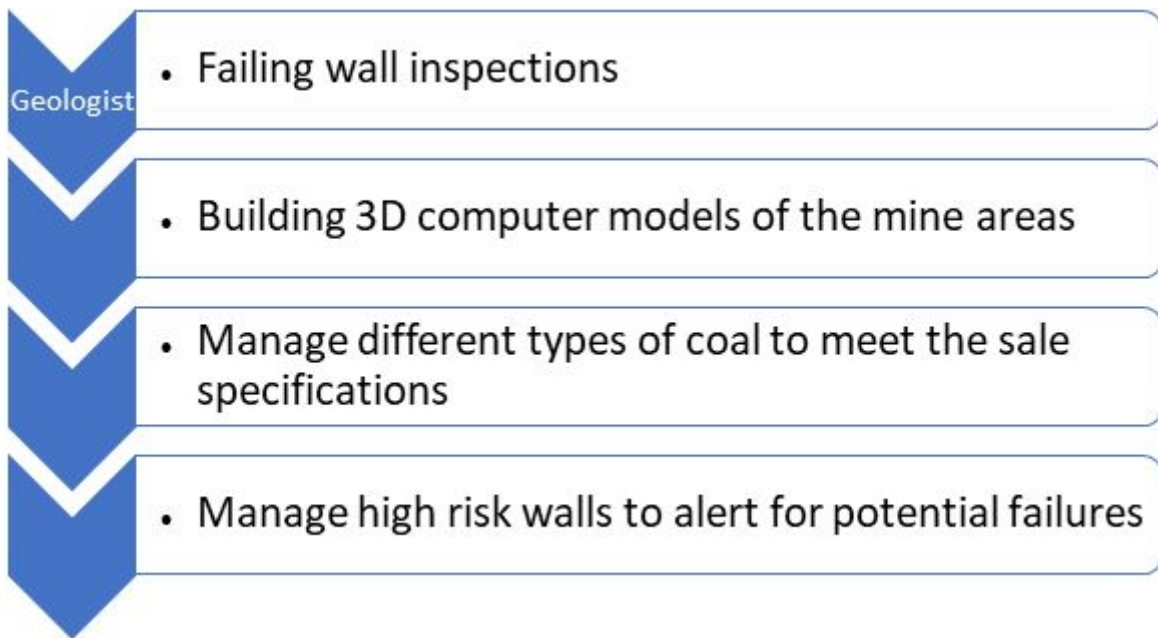 Geologist
• Failing wall inspections
• Building 3D computer models of the mine areas
• Manage different types of coal to meet the sale
specifications
• Manage high risk walls to alert for potential failures